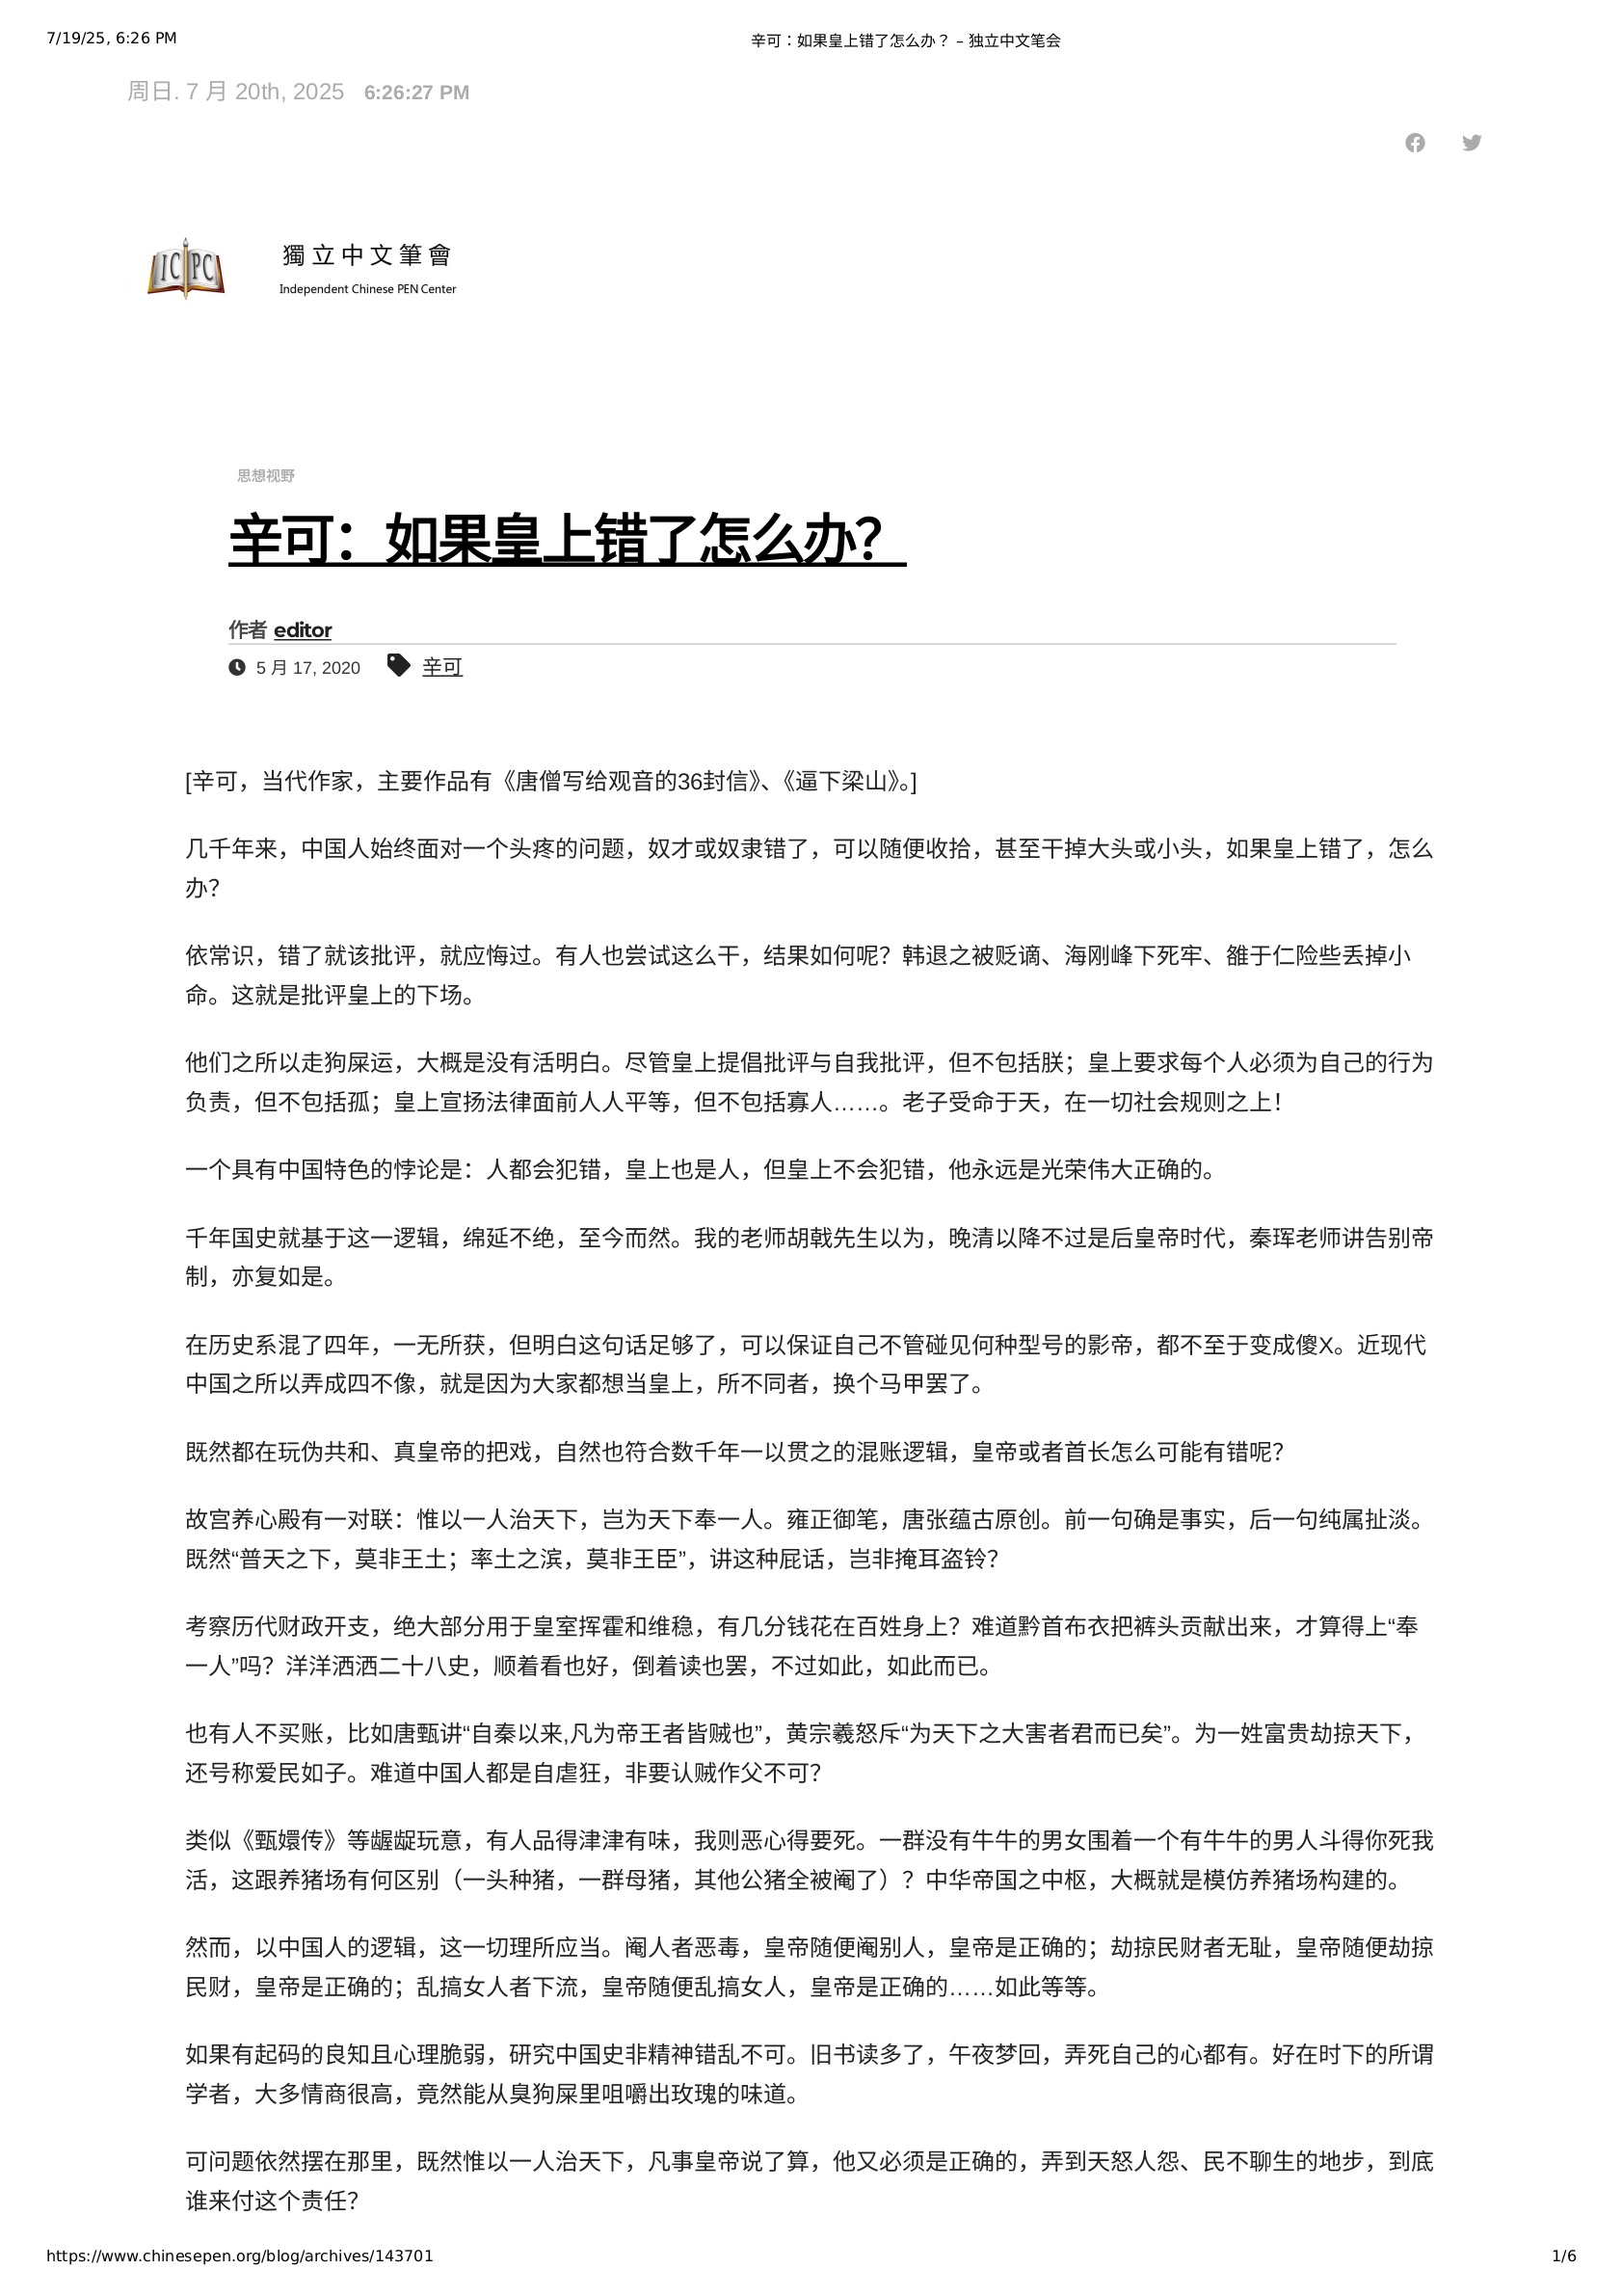 7/19/25, 6:26 PM
辛可：如果皇上错了怎么办？ – 独立中文笔会
周日. 7 月 20th, 2025 6:26:27 PM
ICPC
獨立中文筆會
Independent Chinese PEN Center
思想视野
辛可：如果皇上错了怎么办？
作者 editor
5 月 17, 2020 辛可
[辛可，当代作家，主要作品有《唐僧写给观音的36封信》、《逼下梁山》。]
几千年来，中国人始终面对一个头疼的问题，奴才或奴隶错了，可以随便收拾，甚至干掉大头或小头，如果皇上错了，怎么
办？
依常识，错了就该批评，就应悔过。有人也尝试这么干，结果如何呢？韩退之被贬谪、海刚峰下死牢、雒于仁险些丢掉小
命。这就是批评皇上的下场。
他们之所以走狗屎运，大概是没有活明白。尽管皇上提倡批评与自我批评，但不包括朕；皇上要求每个人必须为自己的行为
负责，但不包括孤；皇上宣扬法律面前人人平等，但不包括寡人……。老子受命于天，在一切社会规则之上！
一个具有中国特色的悖论是：人都会犯错，皇上也是人，但皇上不会犯错，他永远是光荣伟大正确的。
千年国史就基于这一逻辑，绵延不绝，至今而然。我的老师胡戟先生以为，晚清以降不过是后皇帝时代，秦珲老师讲告别帝
制，亦复如是。
在历史系混了四年，一无所获，但明白这句话足够了，可以保证自己不管碰见何种型号的影帝，都不至于变成傻X。近现代
中国之所以弄成四不像，就是因为大家都想当皇上，所不同者，换个马甲罢了。
既然都在玩伪共和、真皇帝的把戏，自然也符合数千年一以贯之的混账逻辑，皇帝或者首长怎么可能有错呢？
故宫养心殿有一对联：惟以一人治天下，岂为天下奉一人。雍正御笔，唐张蕴古原创。前一句确是事实，后一句纯属扯淡。
既然“普天之下，莫非王土；率土之滨，莫非王臣”，讲这种屁话，岂非掩耳盗铃？
考察历代财政开支，绝大部分用于皇室挥霍和维稳，有几分钱花在百姓身上？难道黔首布衣把裤头贡献出来，才算得上“奉
一人”吗？洋洋洒洒二十八史，顺着看也好，倒着读也罢，不过如此，如此而已。
也有人不买账，比如唐甄讲“自秦以来,凡为帝王者皆贼也”，黄宗羲怒斥“为天下之大害者君而已矣”。为一姓富贵劫掠天下，
还号称爱民如子。难道中国人都是自虐狂，非要认贼作父不可？
类似《甄嬛传》等龌龊玩意，有人品得津津有味，我则恶心得要死。一群没有牛牛的男女围着一个有牛牛的男人斗得你死我
活，这跟养猪场有何区别（一头种猪，一群母猪，其他公猪全被阉了）？中华帝国之中枢，大概就是模仿养猪场构建的。
然而，以中国人的逻辑，这一切理所应当。阉人者恶毒，皇帝随便阉别人，皇帝是正确的；劫掠民财者无耻，皇帝随便劫掠
民财，皇帝是正确的；乱搞女人者下流，皇帝随便乱搞女人，皇帝是正确的……如此等等。
如果有起码的良知且心理脆弱，研究中国史非精神错乱不可。旧书读多了，午夜梦回，弄死自己的心都有。好在时下的所谓
学者，大多情商很高，竟然能从臭狗屎里咀嚼出玫瑰的味道。
可问题依然摆在那里，既然惟以一人治天下，凡事皇帝说了算，他又必须是正确的，弄到天怒人怨、民不聊生的地步，到底
谁来付这个责任？
https://www.chinesepen.org/blog/archives/143701
1/6